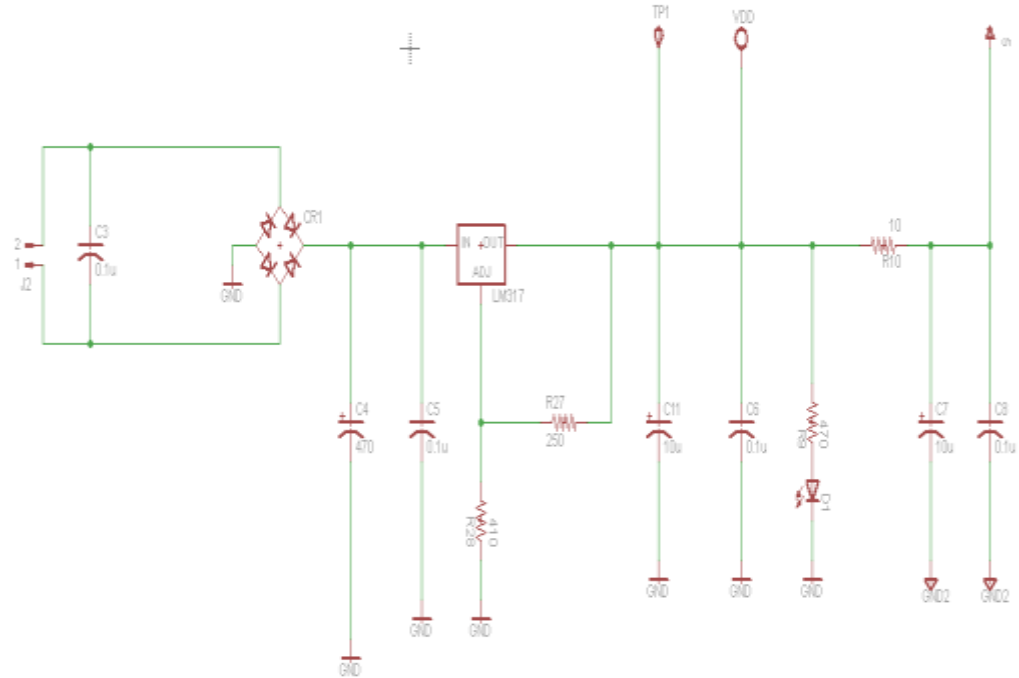 TP1
VDD
CR1
C3
0.1u
2
1
J2
GND
IN
OUT
ADJ
LM317
10
R10
C4
470
C5
0.1u
R27
250
C11
10u
C6
0.1u
470
C7
10u
C8
0.1u
D1
410
R28
GND
GND
GND
GND2
GND2
GND
GND
GND